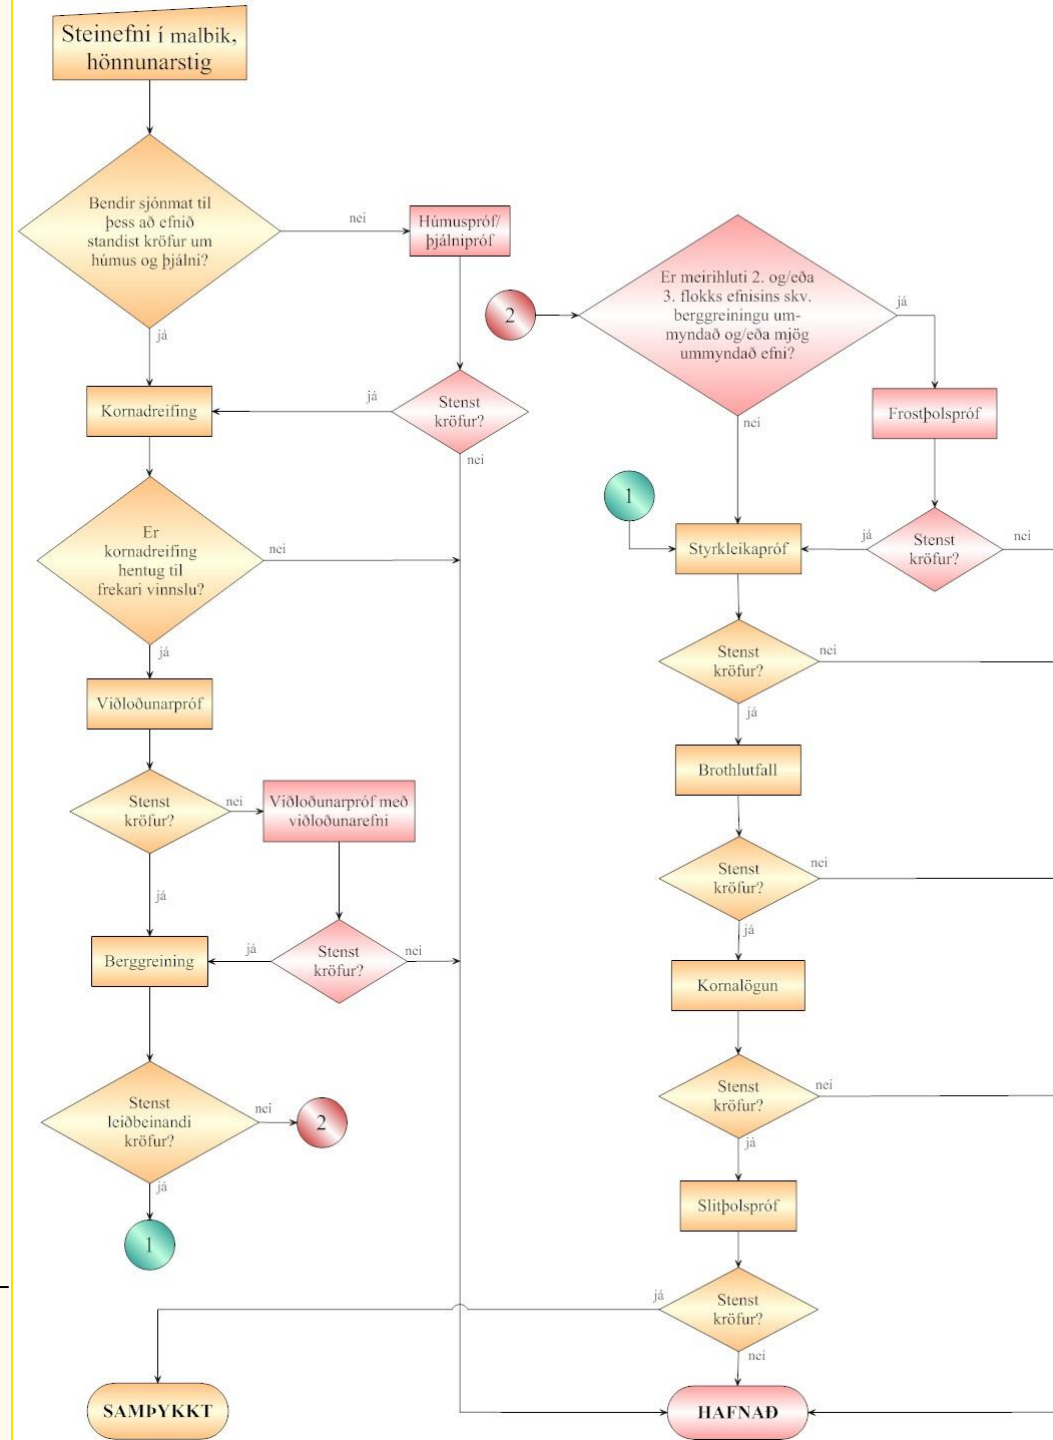 Steinefni í malbik,
hönnunarstig
Bendir sjónmat til
þess að efnið
standist kröfur um
húmus og þjálni?
nei
Húmuspróf/
þjálnipróf
já
Kornadreifing
já
Stenst
kröfur?
nei
Er
kornadreifing
hentug til
frekari vinnslu?
nei
já
Viðloðunarpróf
Stenst
kröfur?
nei
Viðloðunarpróf með
viðloðunarefni
já
Berggreining
já
Stenst
kröfur?
nei
Stenst
leiðbeinandi
kröfur?
nei
2
já
1
2
Er meirihluti 2. og/eða
3. flokks efnisins skv.
berggreiningu um-
myndað og/eða mjög
ummyndað efni?
já
Frostþolspróf
nei
1
Styrkleikapróf
já
Stenst
kröfur?
nei
Stenst
kröfur?
nei
já
Brothlutfall
Stenst
kröfur?
nei
já
Kornalögun
Stenst
kröfur?
nei
já
Slitþolspróf
já
Stenst
kröfur?
nei
SAMÞYKKT
HAFNAÐ